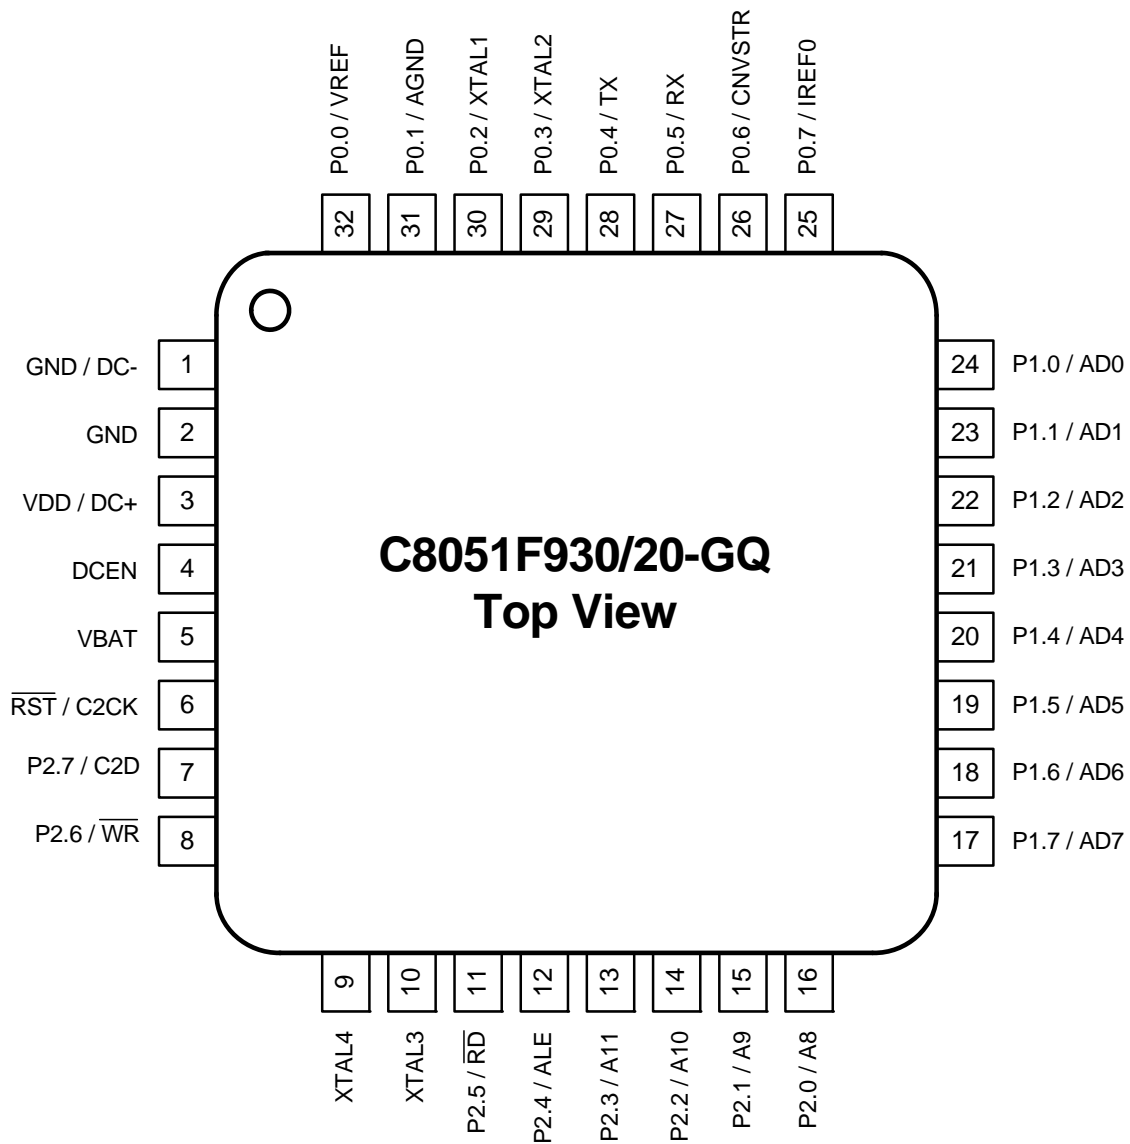 P0.0 / VREF
P0.1 / AGND
P0.2 / XTAL1
P0.3 / XTAL2
P0.4 / TX
P0.5 / RX
P0.6 / CNVSTR
P0.7 / IREF0
32
31
30
29
28
27
26
25
GND / DC- 1
GND 2
VDD / DC+ 3
DCEN 4
VBAT 5
R̅S̅T̅ / C2CK 6
P2.7 / C2D 7
P2.6 / W̅R̅ 8
C8051F930/20-GQ
Top View
24 P1.0 / AD0
23 P1.1 / AD1
22 P1.2 / AD2
21 P1.3 / AD3
20 P1.4 / AD4
19 P1.5 / AD5
18 P1.6 / AD6
17 P1.7 / AD7
9
10
11
12
13
14
15
16
XTAL4
XTAL3
P2.5 / R̅D̅
P2.4 / ALE
P2.3 / A11
P2.2 / A10
P2.1 / A9
P2.0 / A8